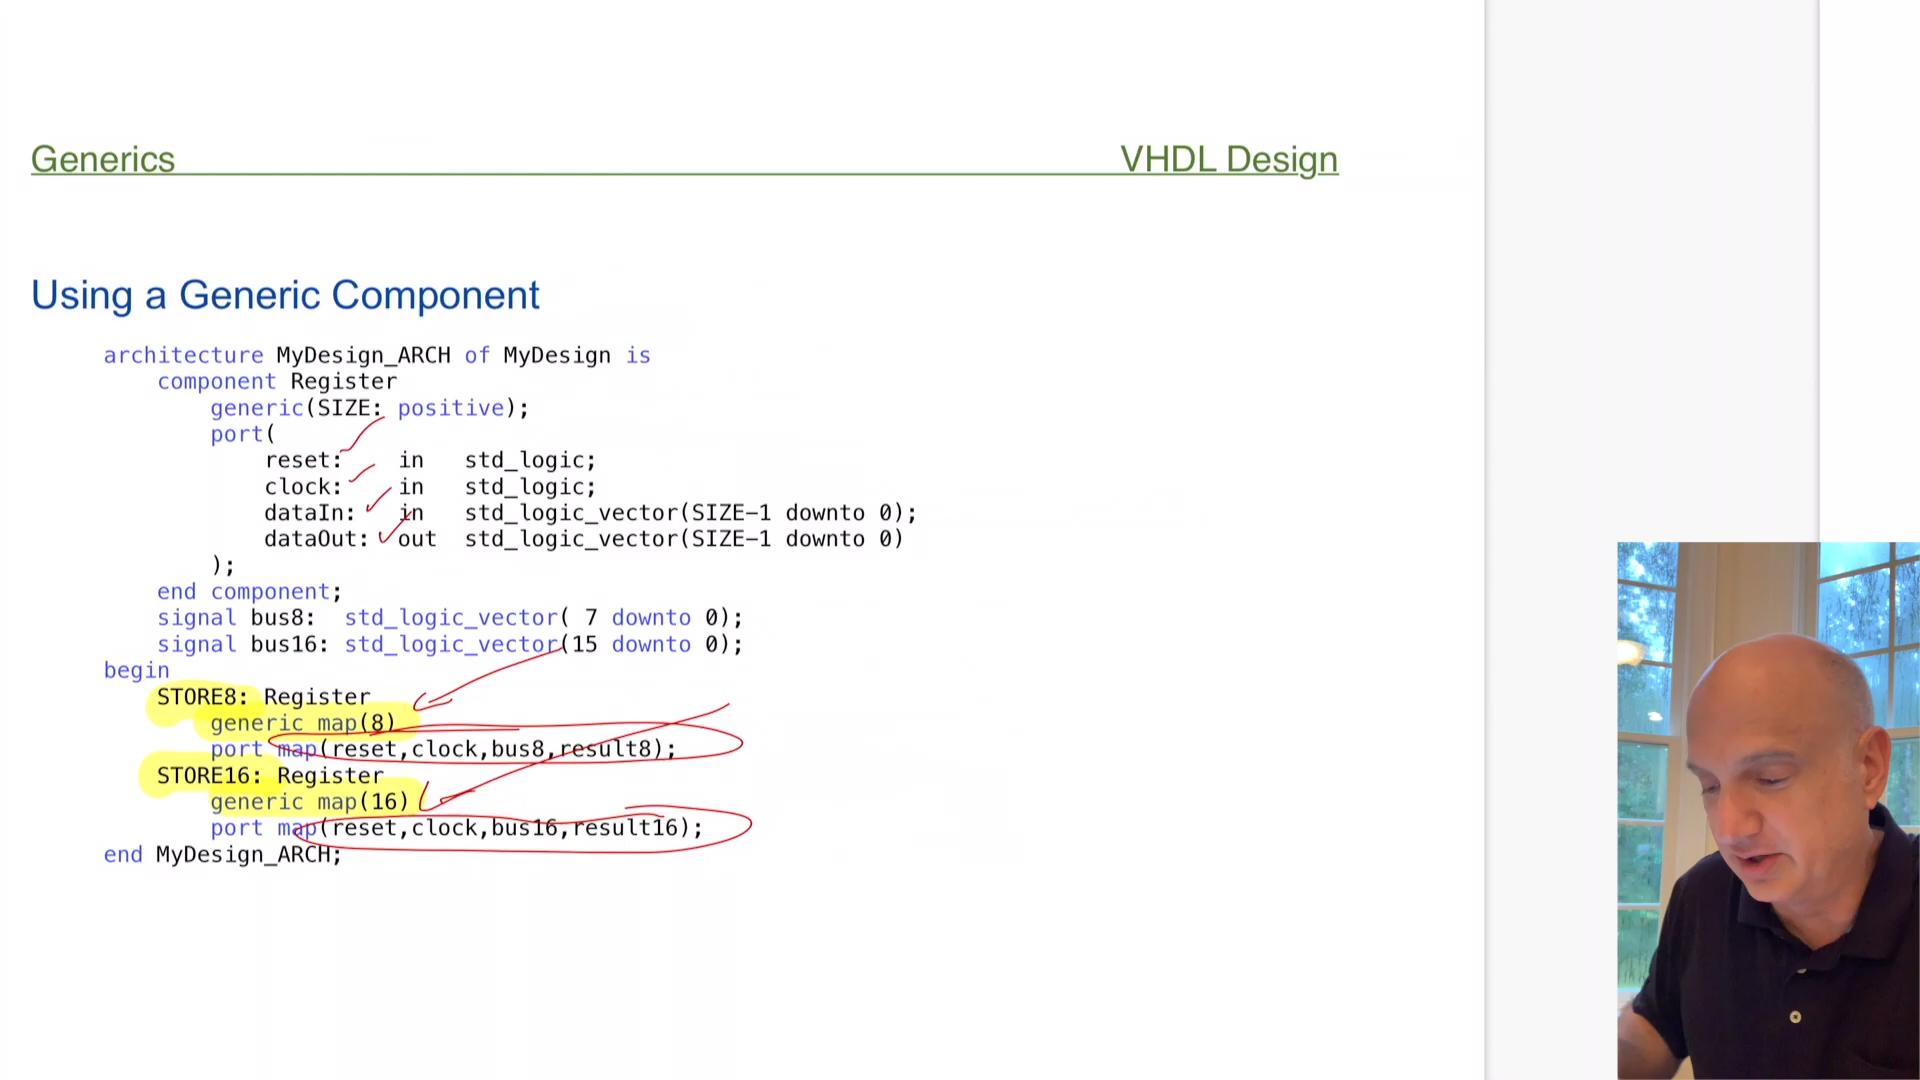 Generics VHDL Design
Using a Generic Component
architecture MyDesign_ARCH of MyDesign is
    component Register
        generic(SIZE: positive);
        port(
            reset:    in   std_logic;
            clock:    in   std_logic;
            dataIn:   in   std_logic_vector(SIZE-1 downto 0);
            dataOut:  out  std_logic_vector(SIZE-1 downto 0)
        );
    end component;
    signal bus8:  std_logic_vector( 7 downto 0);
    signal bus16: std_logic_vector(15 downto 0);
begin
    STORE8: Register
        generic map(8)
        port map(reset,clock,bus8,result8);
    STORE16: Register
        generic map(16)
        port map(reset,clock,bus16,result16);
end MyDesign_ARCH;